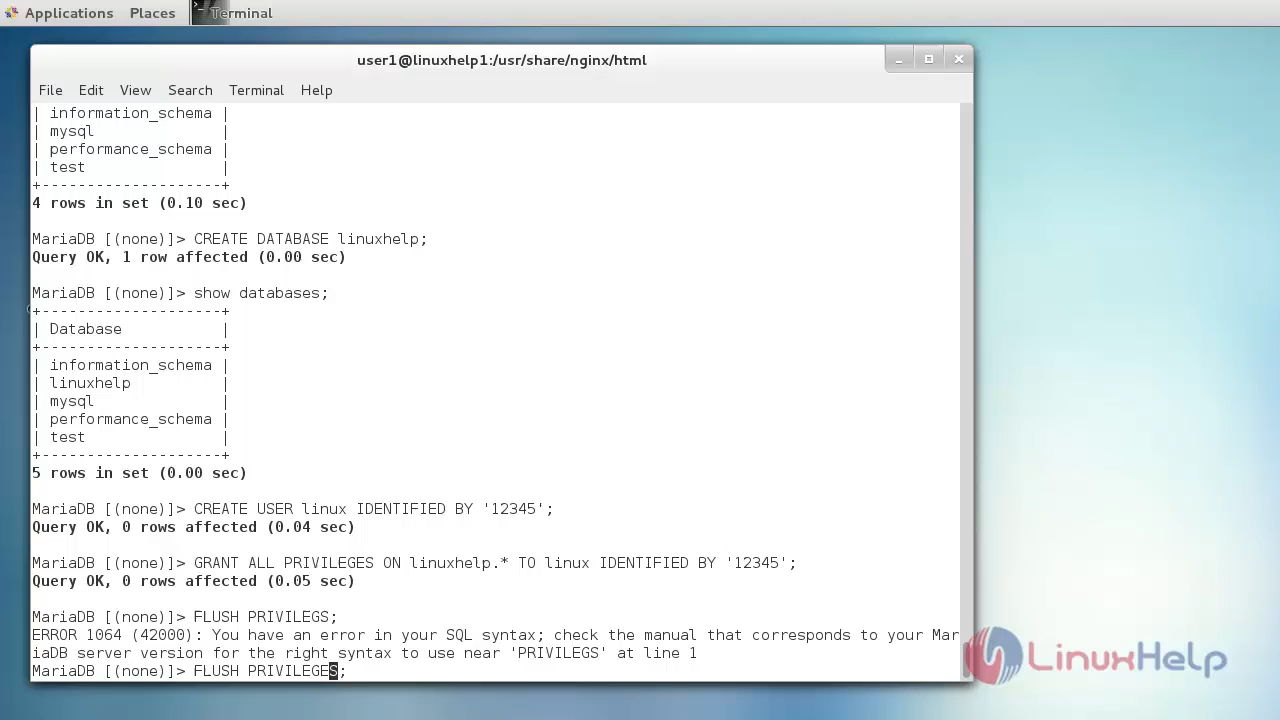 Applications Places Terminal
user1@linuxhelp1:/usr/share/nginx/html
File Edit View Search Terminal Help
| information_schema |
| mysql              |
| performance_schema |
| test               |
+--------------------+
4 rows in set (0.10 sec)
MariaDB [(none)]> CREATE DATABASE linuxhelp;
Query OK, 1 row affected (0.00 sec)
MariaDB [(none)]> show databases;
+--------------------+
| Database           |
+--------------------+
| information_schema |
| linuxhelp          |
| mysql              |
| performance_schema |
| test               |
+--------------------+
5 rows in set (0.00 sec)
MariaDB [(none)]> CREATE USER linux IDENTIFIED BY '12345';
Query OK, 0 rows affected (0.04 sec)
MariaDB [(none)]> GRANT ALL PRIVILEGES ON linuxhelp.* TO linux IDENTIFIED BY '12345';
Query OK, 0 rows affected (0.05 sec)
MariaDB [(none)]> FLUSH PRIVILEGS;
ERROR 1064 (42000): You have an error in your SQL syntax; check the manual that corresponds to your Mar
iaDB server version for the right syntax to use near 'PRIVILEGS' at line 1
MariaDB [(none)]> FLUSH PRIVILEGES;
LinuxHelp